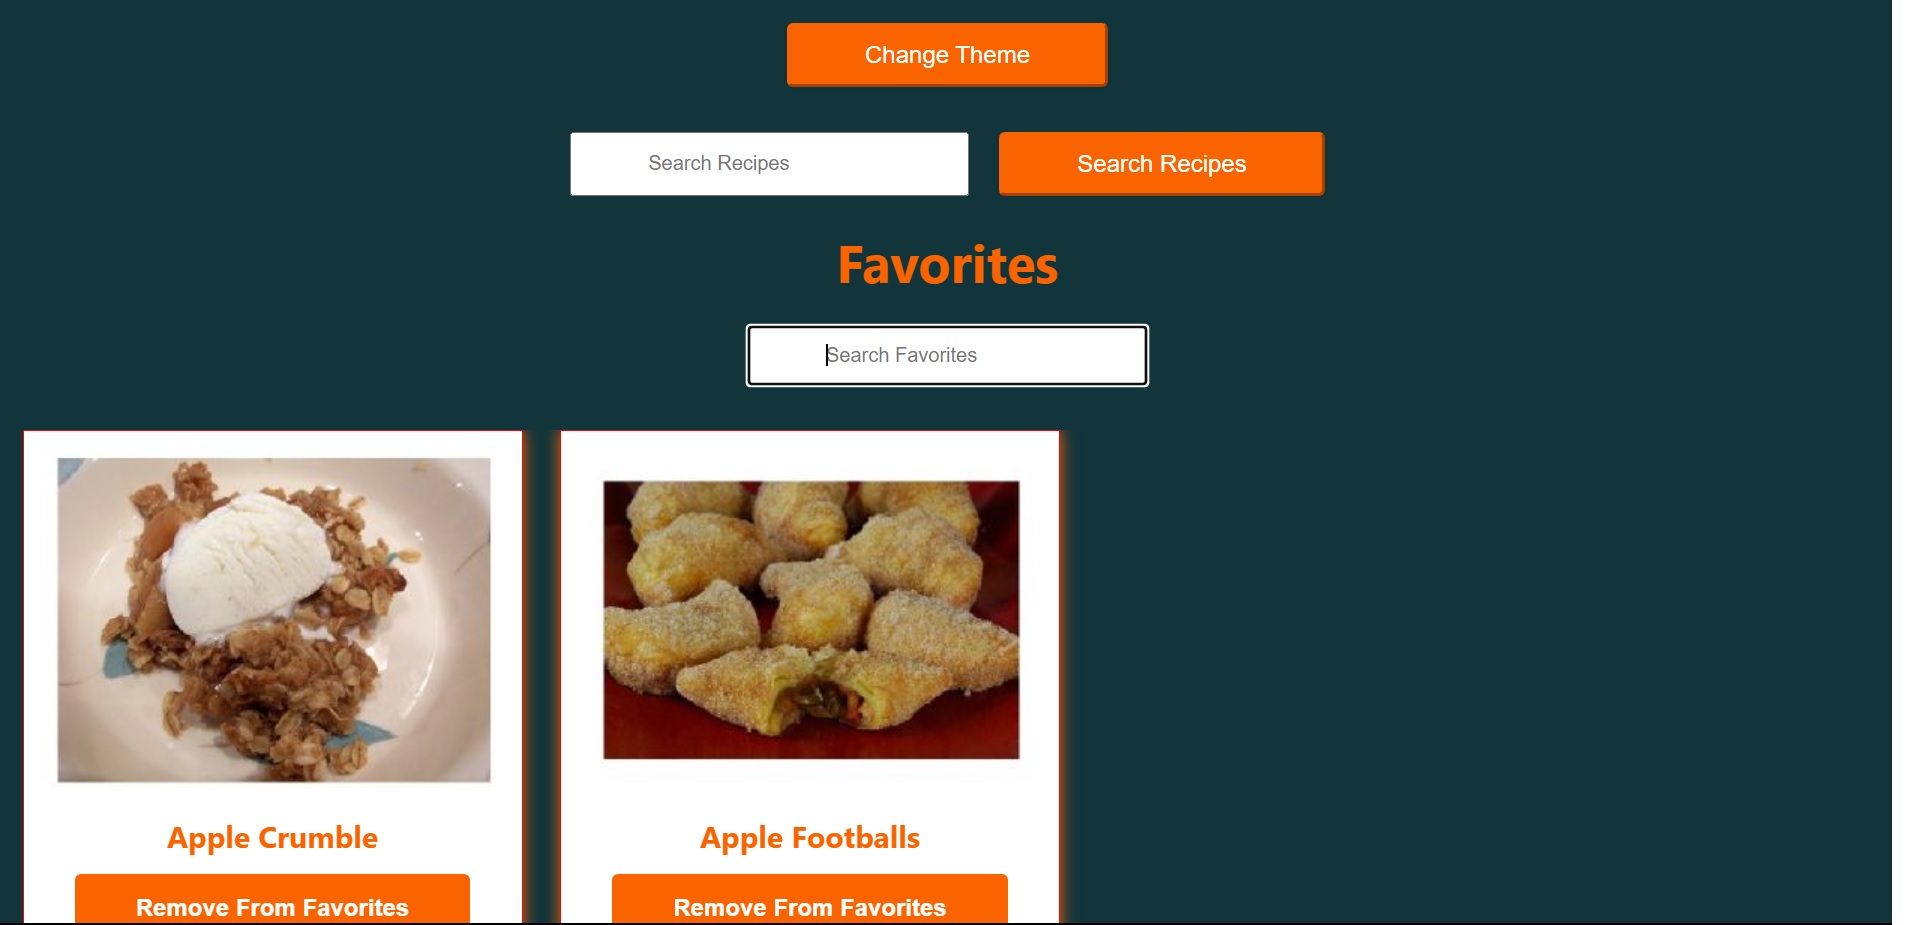 Change Theme
Search Recipes Search Recipes
Favorites
Search Favorites
Apple Crumble Apple Footballs
Remove From Favorites Remove From Favorites